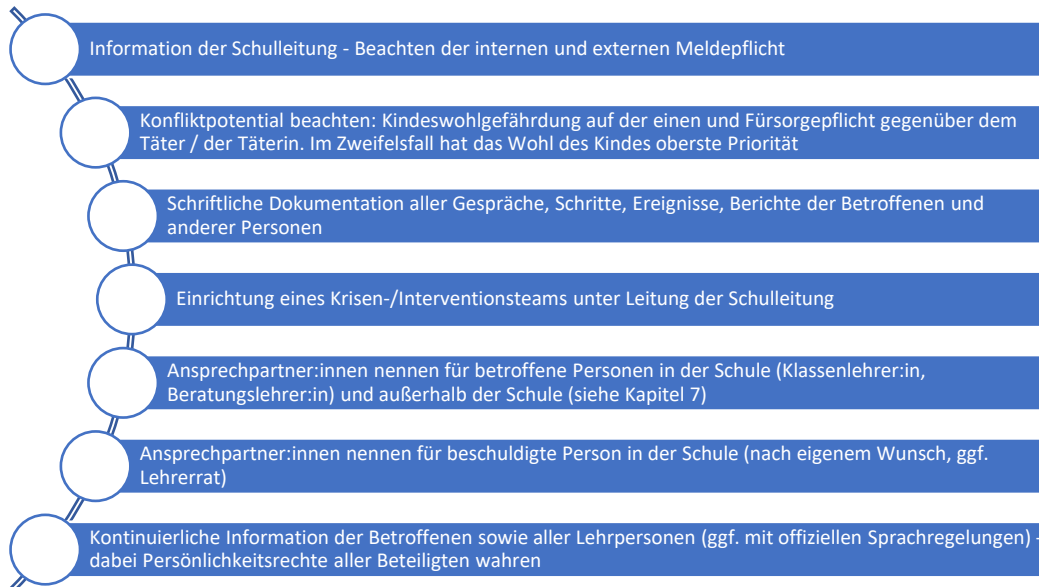 Information der Schulleitung - Beachten der internen und externen Meldepflicht
Konfliktpotential beachten: Kindeswohlgefährdung auf der einen und Fürsorgepflicht gegenüber dem
Täter / der Täterin. Im Zweifelsfall hat das Wohl des Kindes oberste Priorität
Schriftliche Dokumentation aller Gespräche, Schritte, Ereignisse, Berichte der Betroffenen und
anderer Personen
Einrichtung eines Krisen-/Interventionsteams unter Leitung der Schulleitung
Ansprechpartner:innen nennen für betroffene Personen in der Schule (Klassenlehrer:in,
Beratungslehrer:in) und außerhalb der Schule (siehe Kapitel 7)
Ansprechpartner:innen nennen für beschuldigte Person in der Schule (nach eigenem Wunsch, ggf.
Lehrerrat)
Kontinuierliche Information der Betroffenen sowie aller Lehrpersonen (ggf. mit offiziellen Sprachregelungen) -
dabei Persönlichkeitsrechte aller Beteiligten wahren